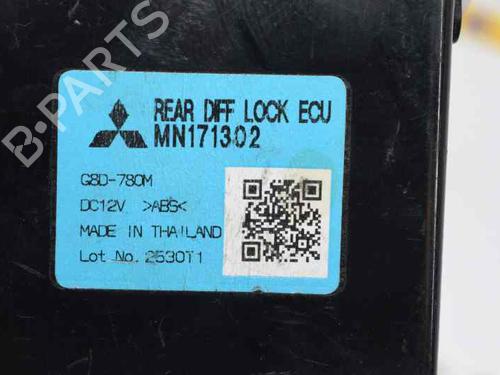 REAR DIFF LOCK ECU
MN171302
G8D-780M
DC12V >ABS<
MADE IN THAILAND
Lot No. 2530T1
B-PARTS